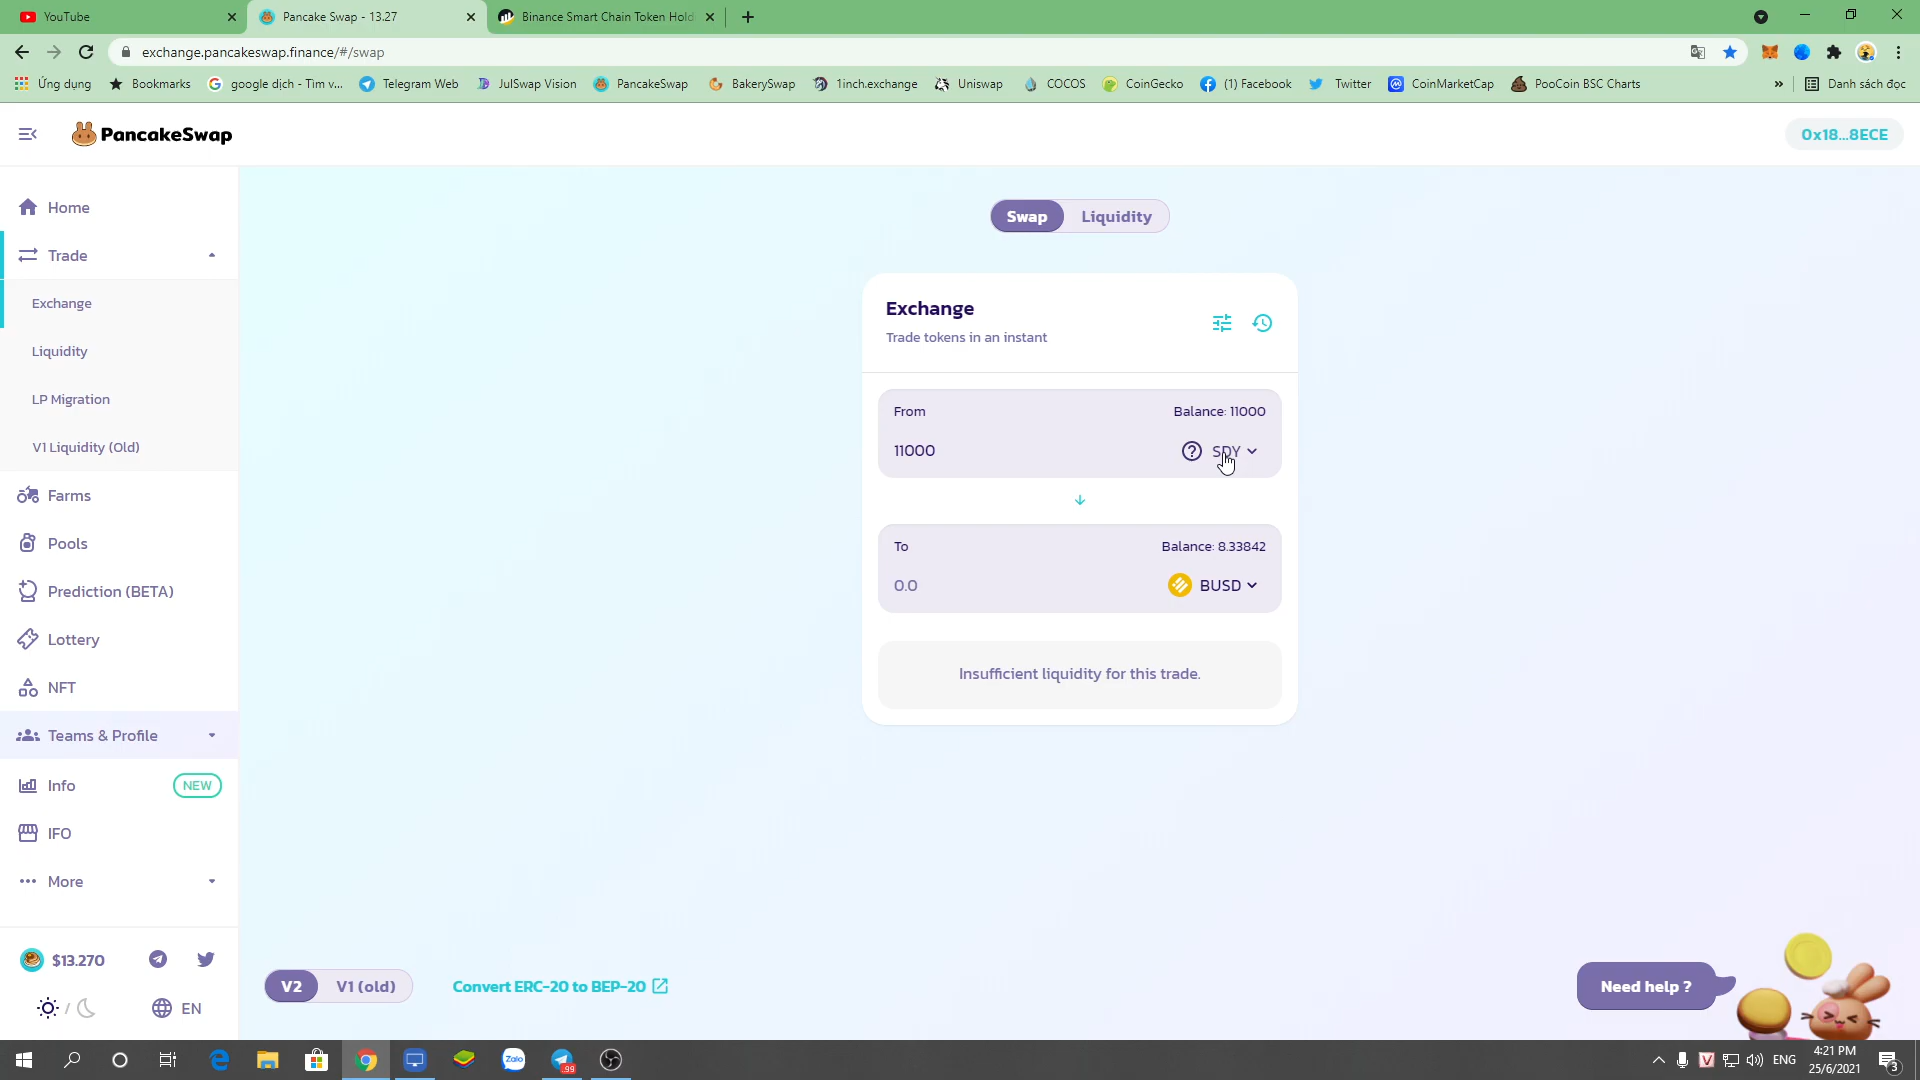 YouTube
Pancake Swap - 13.27
Binance Smart Chain Token Hold
exchange.pancakeswap.finance/#/swap
Ứng dụng
Bookmarks
google dịch - Tìm v...
Telegram Web
JulSwap Vision
PancakeSwap
BakerySwap
1inch.exchange
Uniswap
COCOS
CoinGecko
(1) Facebook
Twitter
CoinMarketCap
PooCoin BSC Charts
»
Danh sách đọc
PancakeSwap
0x18...8ECE
Home
Trade
Exchange
Liquidity
LP Migration
V1 Liquidity (Old)
Farms
Pools
Prediction (BETA)
Lottery
NFT
Teams & Profile
Info
NEW
IFO
More
$13.270
/
EN
Swap
Liquidity
Exchange
Trade tokens in an instant
From
Balance: 11000
11000
SDY
To
Balance: 8.33842
0.0
BUSD
Insufficient liquidity for this trade.
V2
V1 (old)
Convert ERC-20 to BEP-20
Need help ?
Zalo
99
V
ENG
4:21 PM
25/6/2021
3